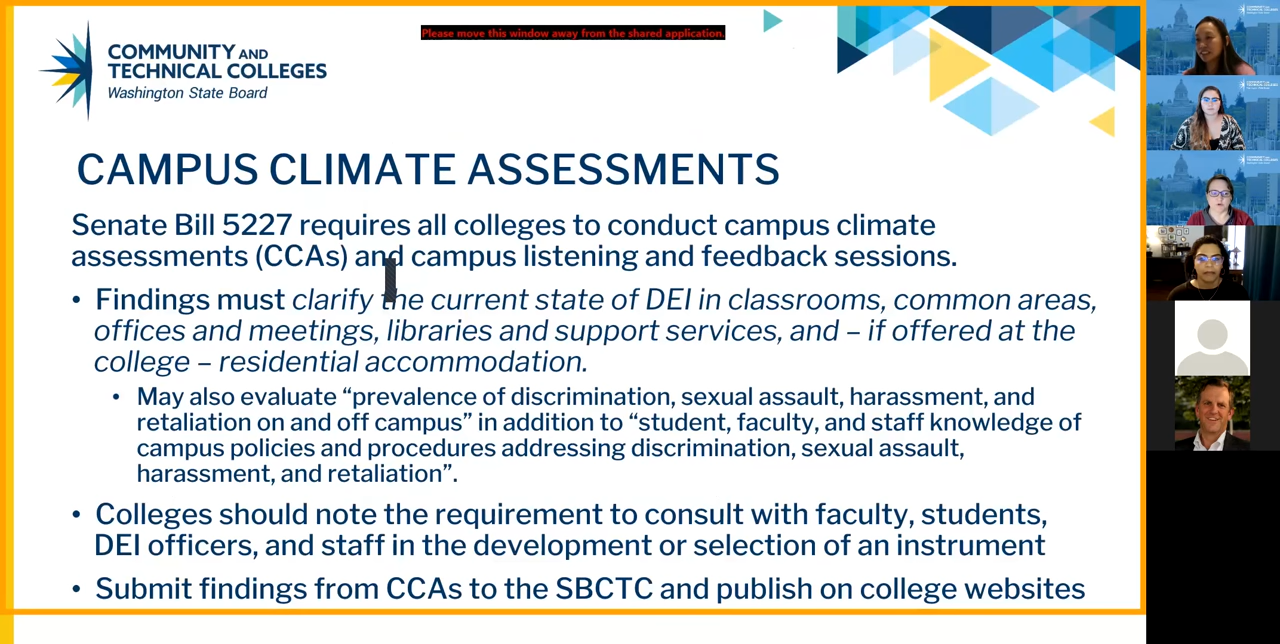 Please move this window away from the shared application.
COMMUNITY AND
TECHNICAL COLLEGES
Washington State Board
CAMPUS CLIMATE ASSESSMENTS
Senate Bill 5227 requires all colleges to conduct campus climate
assessments (CCAs) and campus listening and feedback sessions.
• Findings must clarify the current state of DEI in classrooms, common areas,
offices and meetings, libraries and support services, and – if offered at the
college – residential accommodation.
• May also evaluate “prevalence of discrimination, sexual assault, harassment, and
retaliation on and off campus” in addition to “student, faculty, and staff knowledge of
campus policies and procedures addressing discrimination, sexual assault,
harassment, and retaliation”.
• Colleges should note the requirement to consult with faculty, students,
DEI officers, and staff in the development or selection of an instrument
• Submit findings from CCAs to the SBCTC and publish on college websites